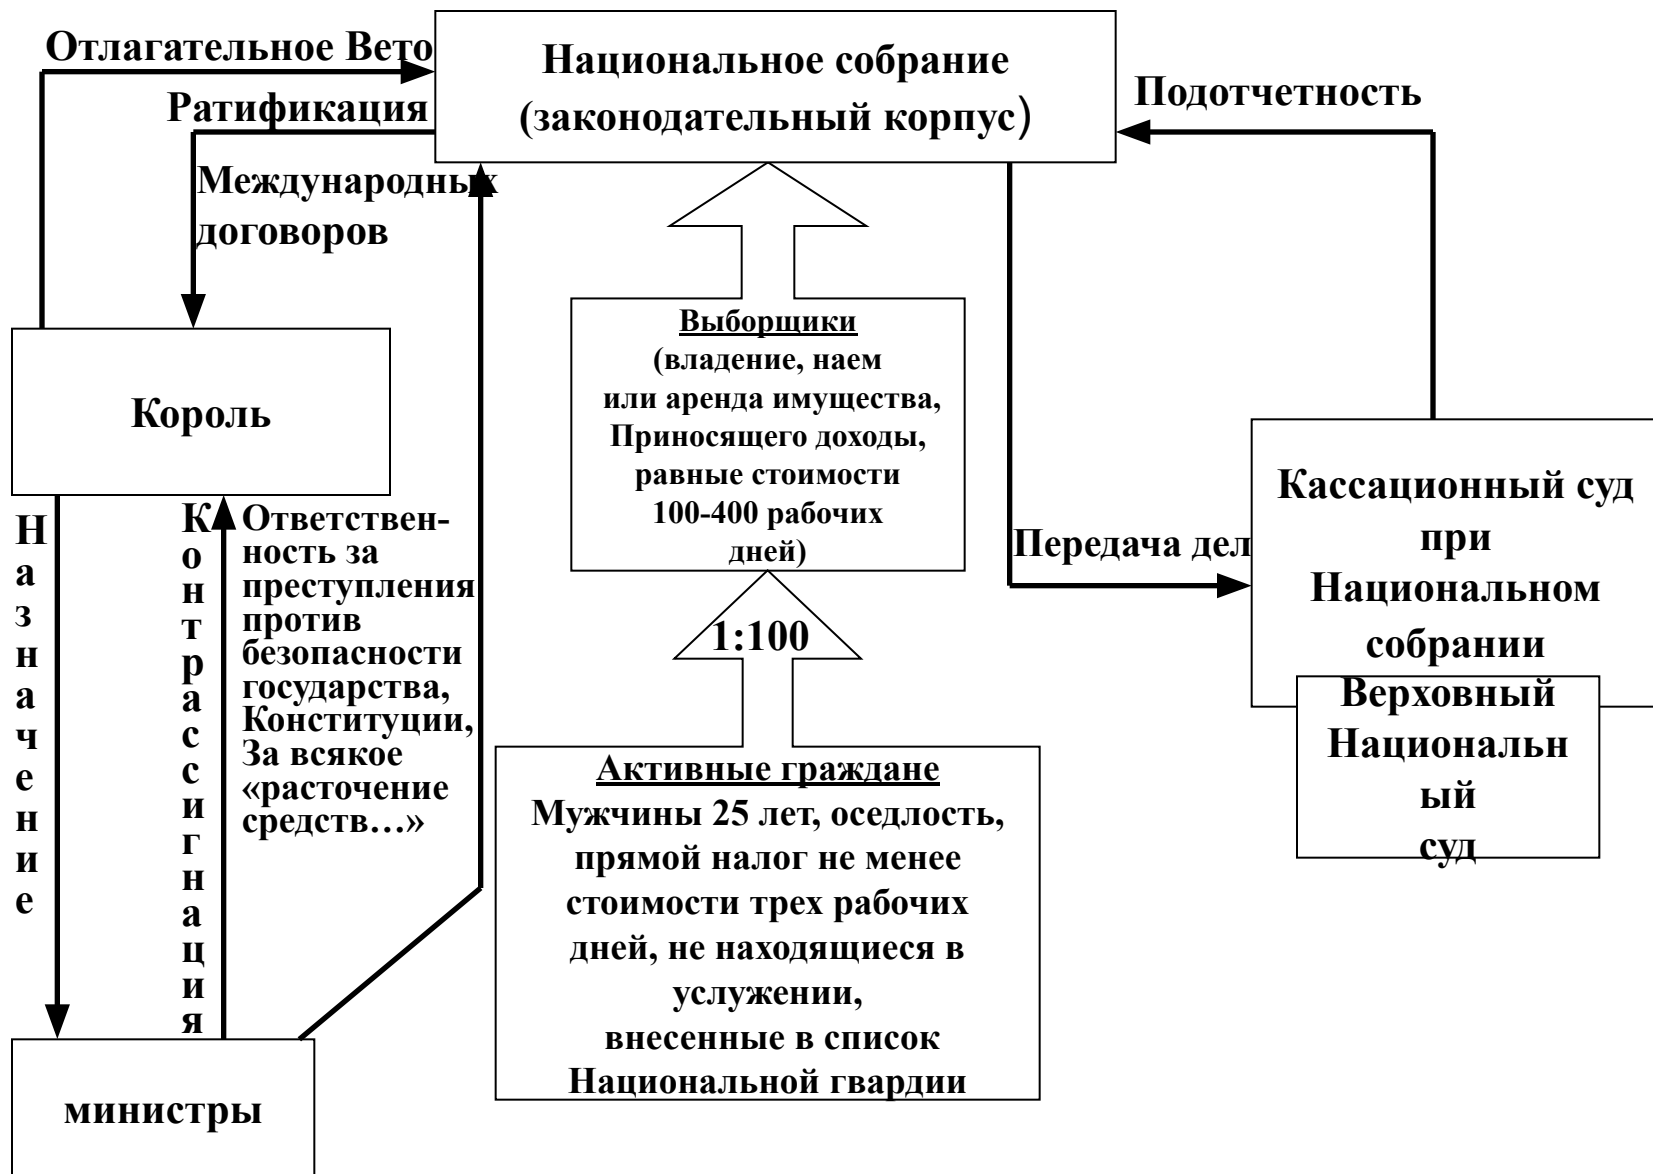 Отлагательное Вето
Национальное собрание
(законодательный корпус)
Ратификация
Международных
договоров
Подотчетность
Король
Выборщики
(владение, наем
или аренда имущества,
Приносящего доходы,
равные стоимости
100-400 рабочих
дней)
1:100
Назначение
Контрассигнация
Ответствен-
ность за
преступления
против
безопасности
государства,
Конституции,
За всякое
«расточение
средств…»
Передача дел
Кассационный суд
при
Национальном
собрании
Верховный
Национальн
ый
суд
Активные граждане
Мужчины 25 лет, оседлость,
прямой налог не менее
стоимости трех рабочих
дней, не находящиеся в
услужении,
внесенные в список
Национальной гвардии
министры